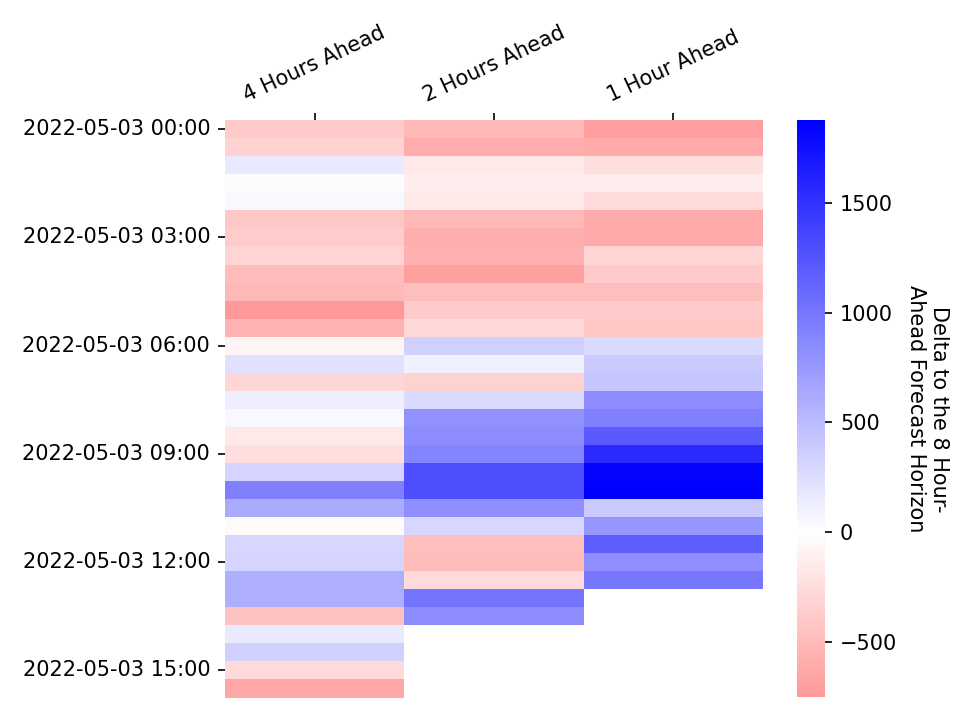 4 Hours Ahead
2 Hours Ahead
1 Hour Ahead
2022-05-03 00:00
2022-05-03 03:00
2022-05-03 06:00
2022-05-03 09:00
2022-05-03 12:00
2022-05-03 15:00
1500
1000
500
0
−500
Delta to the 8 Hour-
Ahead Forecast Horizon